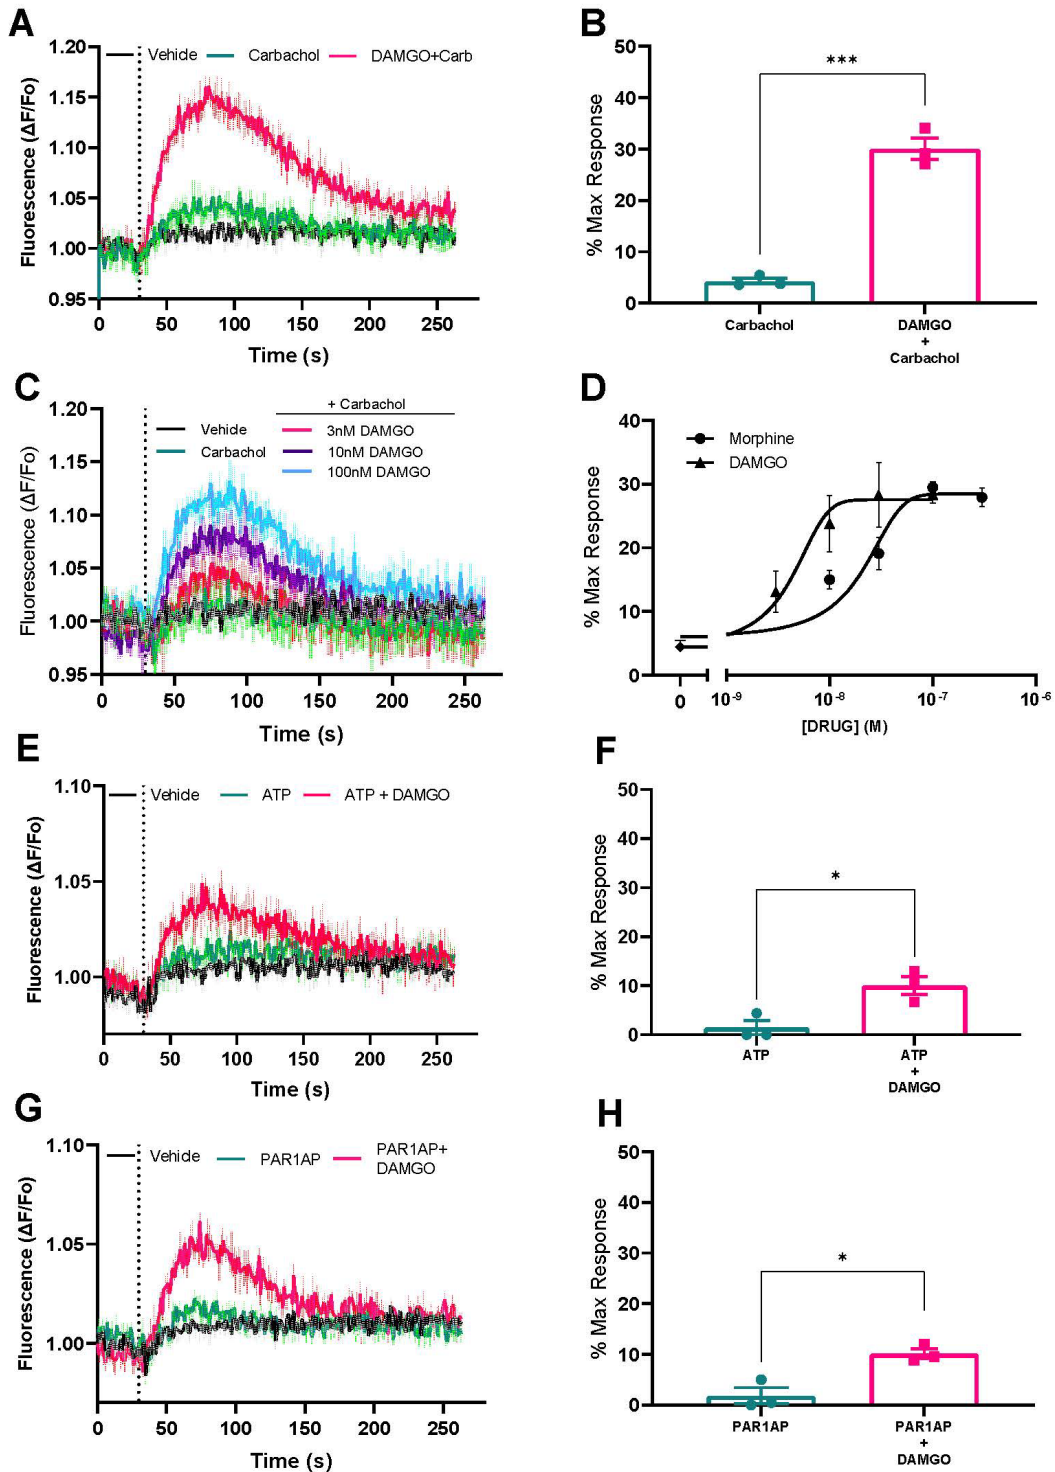 A
1.20
1.15
1.10
1.05
1.00
0.95
Fluorescence (ΔF/Fo)
Vehicle Carbachol DAMGO+Carb
0 50 100 150 200 250
Time (s)
B
50
40
30
20
10
0
% Max Response
***
Carbachol DAMGO
+
Carbachol
C
1.20
1.15
1.10
1.05
1.00
0.95
Fluorescence (ΔF/Fo)
+ Carbachol
Vehicle 3nM DAMGO
Carbachol 10nM DAMGO
100nM DAMGO
0 50 100 150 200 250
Time (s)
D
40
30
20
10
0
% Max Response
Morphine
DAMGO
0 10-9 10-8 10-7 10-6
[DRUG] (M)
E
1.10
1.05
1.00
Fluorescence (ΔF/Fo)
Vehicle ATP ATP + DAMGO
0 50 100 150 200 250
Time (s)
F
50
40
30
20
10
0
% Max Response
*
ATP ATP
+
DAMGO
G
1.10
1.05
1.00
Fluorescence (ΔF/Fo)
Vehicle PAR1AP PAR1AP+
DAMGO
0 50 100 150 200 250
Time (s)
H
50
40
30
20
10
0
% Max Response
*
PAR1AP PAR1AP
+
DAMGO